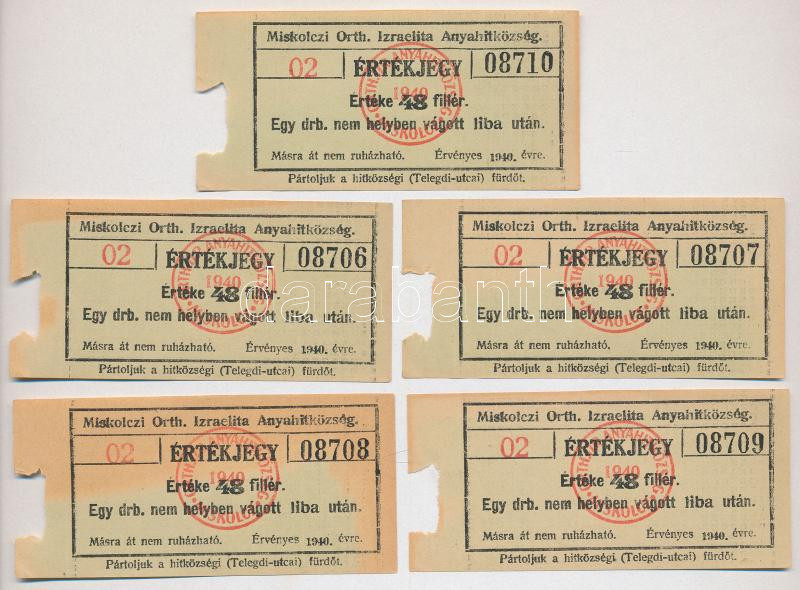 Miskolczi Orth. Izraelita Anyahitközség.
02 ÉRTÉKJEGY 08710
Értéke 48 fillér.
Egy drb. nem helyben vágott liba után.
Másra át nem ruházható. Érvényes 1940. évre.
Pártoljuk a hitközségi (Telegdi-utcai) fürdőt.
1940
Miskolczi Orth. Izraelita Anyahitközség.
02 ÉRTÉKJEGY 08706
Értéke 48 fillér.
Egy drb. nem helyben vágott liba után.
Másra át nem ruházható. Érvényes 1940. évre.
Pártoljuk a hitközségi (Telegdi-utcai) fürdőt.
1940
Miskolczi Orth. Izraelita Anyahitközség.
02 ÉRTÉKJEGY 08707
Értéke 48 fillér.
Egy drb. nem helyben vágott liba után.
Másra át nem ruházható. Érvényes 1940. évre.
Pártoljuk a hitközségi (Telegdi-utcai) fürdőt.
1940
darabanth
Miskolczi Orth. Izraelita Anyahitközség.
02 ÉRTÉKJEGY 08708
Értéke 48 fillér.
Egy drb. nem helyben vágott liba után.
Másra át nem ruházható. Érvényes 1940. évre.
Pártoljuk a hitközségi (Telegdi-utcai) fürdőt.
1940
Miskolczi Orth. Izraelita Anyahitközség.
02 ÉRTÉKJEGY 08709
Értéke 48 fillér.
Egy drb. nem helyben vágott liba után.
Másra át nem ruházható. Érvényes 1940. évre.
Pártoljuk a hitközségi (Telegdi-utcai) fürdőt.
1940